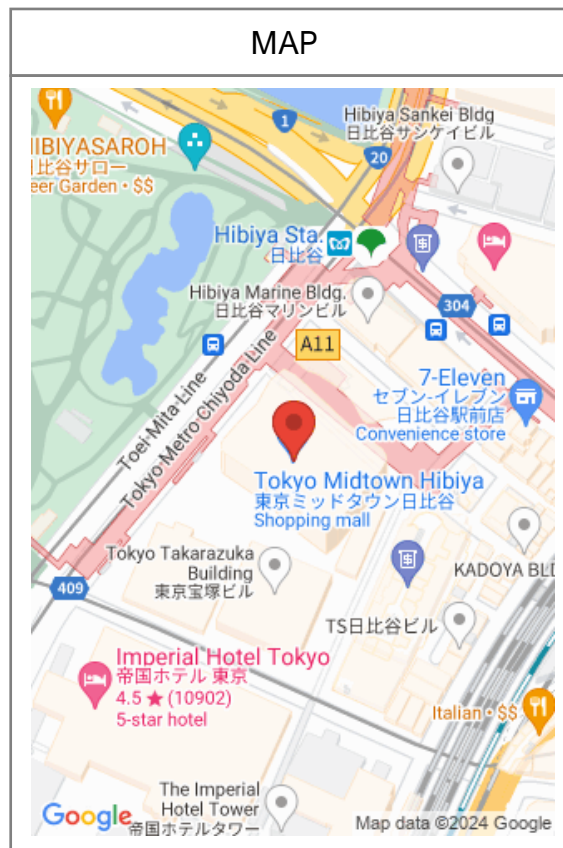 MAP
HIBIYASAROH
日比谷サロー
eer Garden • $$
1
20
Hibiya Sankei Bldg
日比谷サンケイビル
Hibiya Sta.
日比谷
Hibiya Marine Bldg.
日比谷マリンビル
304
A11
7-Eleven
セブン-イレブン
日比谷駅前店
Convenience store
Toei Mita Line
Tokyo Metro Chiyoda Line
Tokyo Midtown Hibiya
東京ミッドタウン日比谷
Shopping mall
Tokyo Takarazuka
Building
東京宝塚ビル
KADOYA BLD
409
TS日比谷ビル
Imperial Hotel Tokyo
帝国ホテル 東京
4.5 ★ (10902)
5-star hotel
Italian • $$
The Imperial
Hotel Tower
帝国ホテルタワー
Google
Map data ©2024 Google